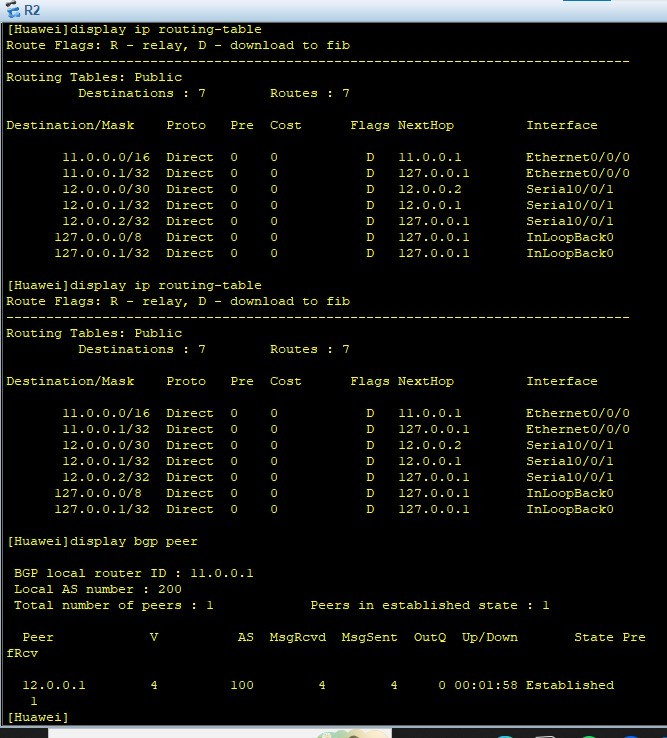 R2
[Huawei]display ip routing-table
Route Flags: R - relay, D - download to fib
------------------------------------------------------------------------------
Routing Tables: Public
         Destinations : 7        Routes : 7
Destination/Mask    Proto  Pre  Cost      Flags NextHop         Interface
       11.0.0.0/16  Direct 0    0           D  11.0.0.1        Ethernet0/0/0
       11.0.0.1/32  Direct 0    0           D  127.0.0.1       Ethernet0/0/0
       12.0.0.0/30  Direct 0    0           D  12.0.0.2        Serial0/0/1
       12.0.0.1/32  Direct 0    0           D  12.0.0.1        Serial0/0/1
       12.0.0.2/32  Direct 0    0           D  127.0.0.1       Serial0/0/1
      127.0.0.0/8   Direct 0    0           D  127.0.0.1       InLoopBack0
      127.0.0.1/32  Direct 0    0           D  127.0.0.1       InLoopBack0
[Huawei]display ip routing-table
Route Flags: R - relay, D - download to fib
------------------------------------------------------------------------------
Routing Tables: Public
         Destinations : 7        Routes : 7
Destination/Mask    Proto  Pre  Cost      Flags NextHop         Interface
       11.0.0.0/16  Direct 0    0           D  11.0.0.1        Ethernet0/0/0
       11.0.0.1/32  Direct 0    0           D  127.0.0.1       Ethernet0/0/0
       12.0.0.0/30  Direct 0    0           D  12.0.0.2        Serial0/0/1
       12.0.0.1/32  Direct 0    0           D  12.0.0.1        Serial0/0/1
       12.0.0.2/32  Direct 0    0           D  127.0.0.1       Serial0/0/1
      127.0.0.0/8   Direct 0    0           D  127.0.0.1       InLoopBack0
      127.0.0.1/32  Direct 0    0           D  127.0.0.1       InLoopBack0
[Huawei]display bgp peer
 BGP local router ID : 11.0.0.1
 Local AS number : 200
 Total number of peers : 1            Peers in established state : 1
  Peer            V          AS  MsgRcvd  MsgSent  OutQ  Up/Down       State Pre
fRcv
  12.0.0.1        4         100        4        4     0 00:01:58 Established
   1
[Huawei]